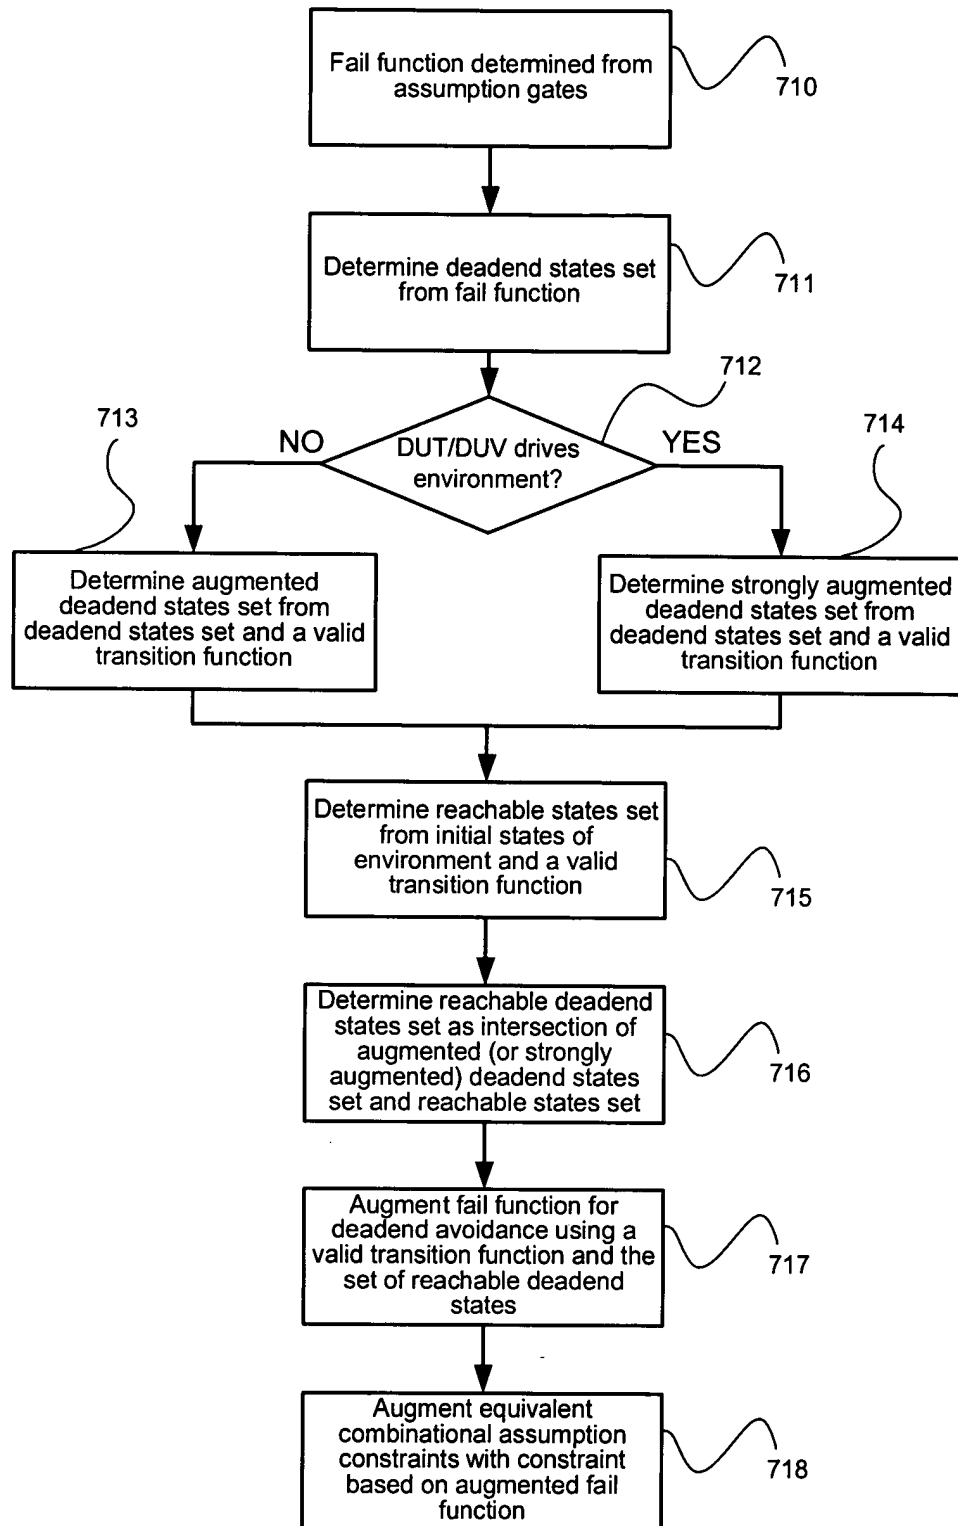 Fail function determined from
assumption gates
710
Determine deadend states set
from fail function
711
712
713
NO
DUT/DUV drives
environment?
YES
714
Determine augmented
deadend states set from
deadend states set and a valid
transition function
Determine strongly augmented
deadend states set from
deadend states set and a valid
transition function
Determine reachable states set
from initial states of
environment and a valid
transition function
715
Determine reachable deadend
states set as intersection of
augmented (or strongly
augmented) deadend states
set and reachable states set
716
Augment fail function for
deadend avoidance using a
valid transition function and the
set of reachable deadend
states
717
Augment equivalent
combinational assumption
constraints with constraint
based on augmented fail
function
718